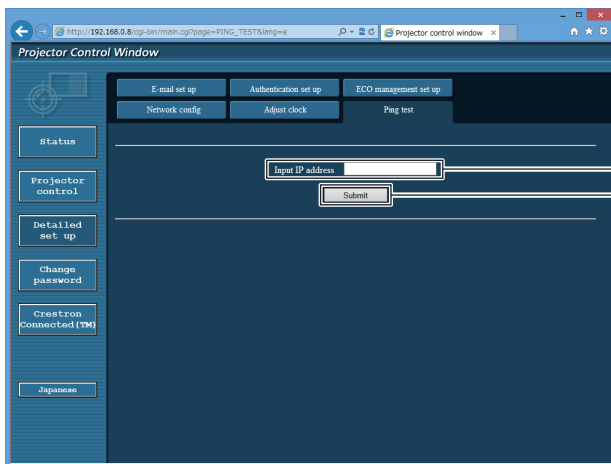 http://192.168.0.8/cgi-bin/main.cgi?page=PING_TEST&lang=e
Projector control window
Projector Control Window
E-mail set up
Authentication set up
ECO management set up
Network config
Adjust clock
Ping test
Status
Input IP address
Submit
Projector
control
Detailed
set up
Change
password
Crestron
Connected(TM)
Japanese